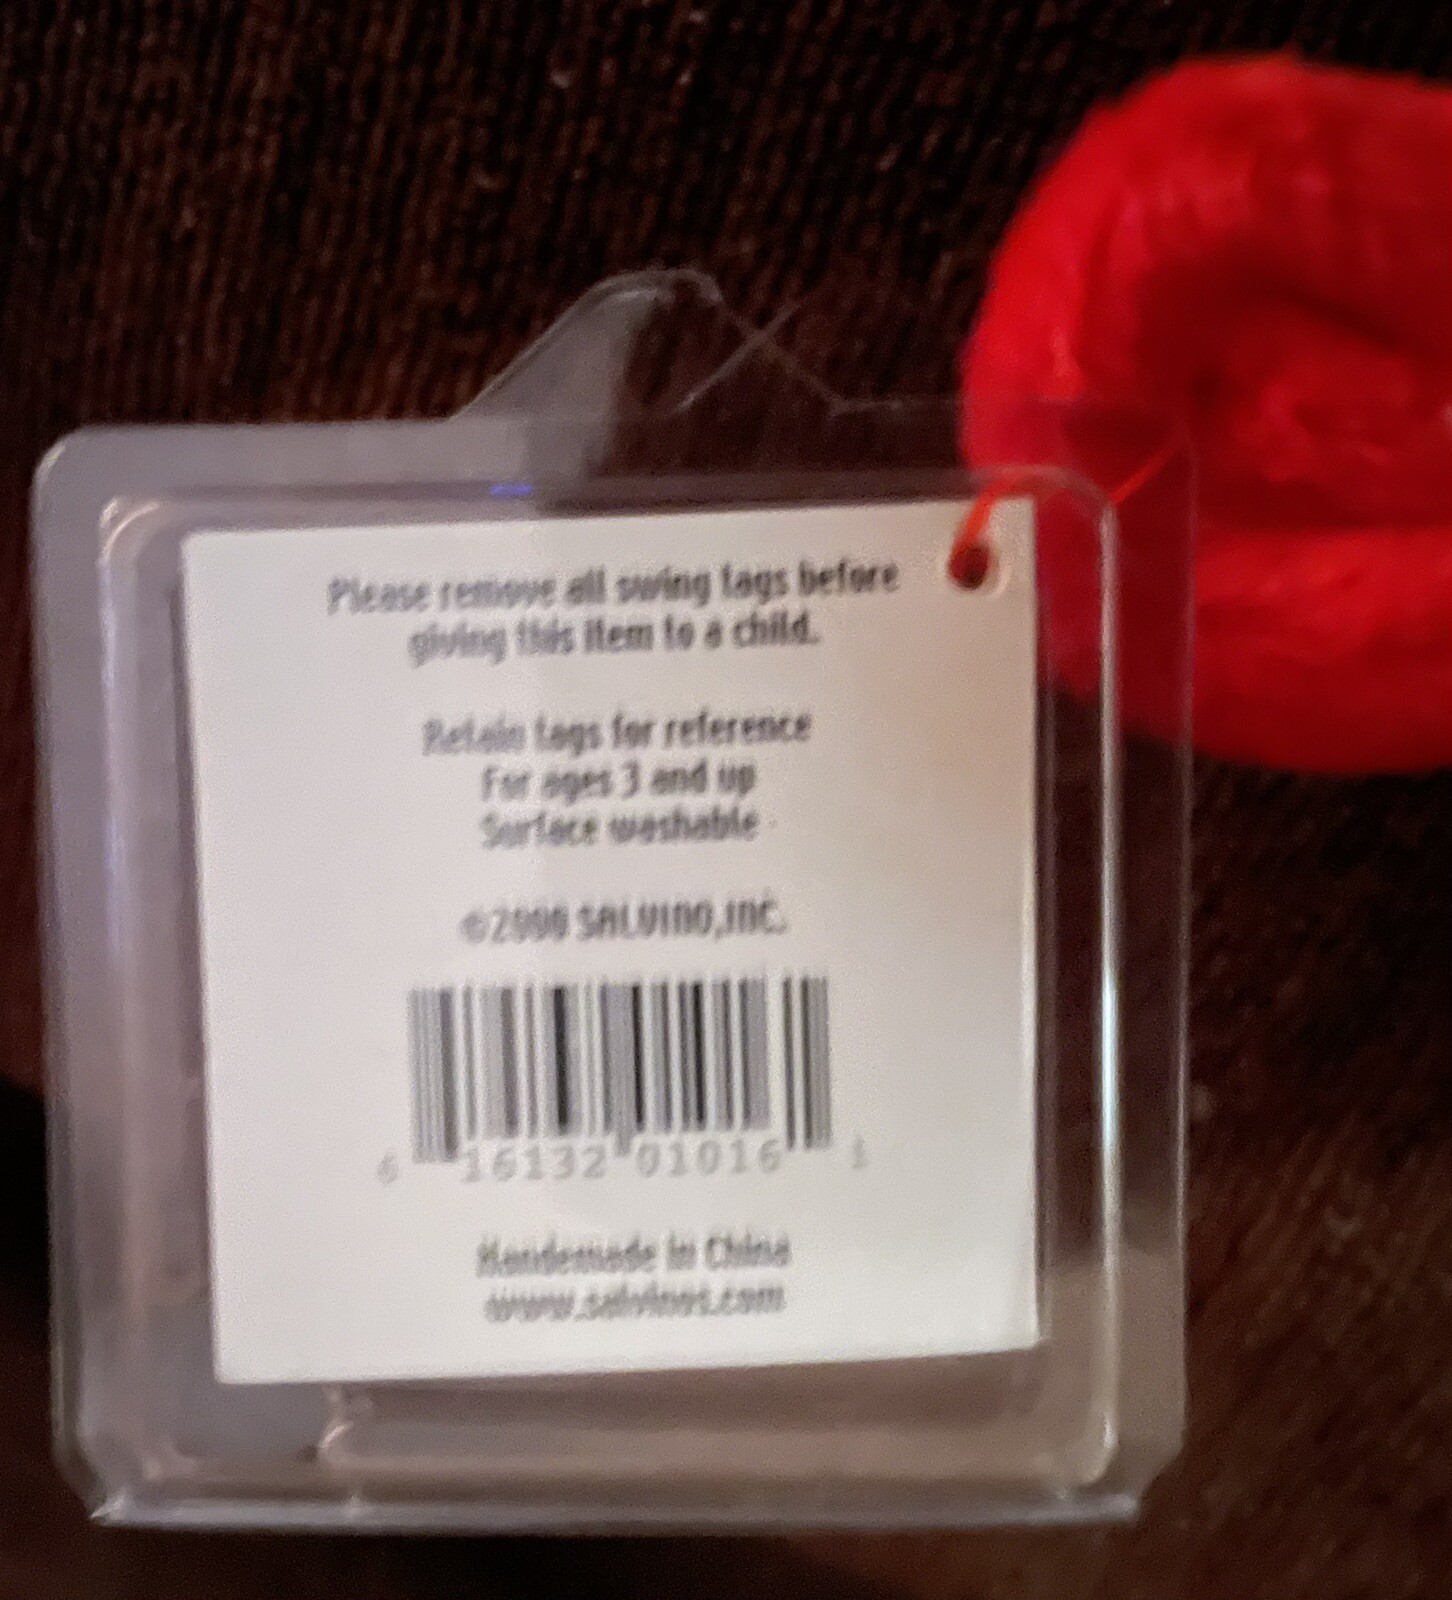 Please remove all swing tags before
giving this item to a child.
Retain tags for reference
For ages 3 and up
Surface washable
©2000 SALVINO, INC.
6 16132 01016 1
Handemade in China
www.salvinos.com